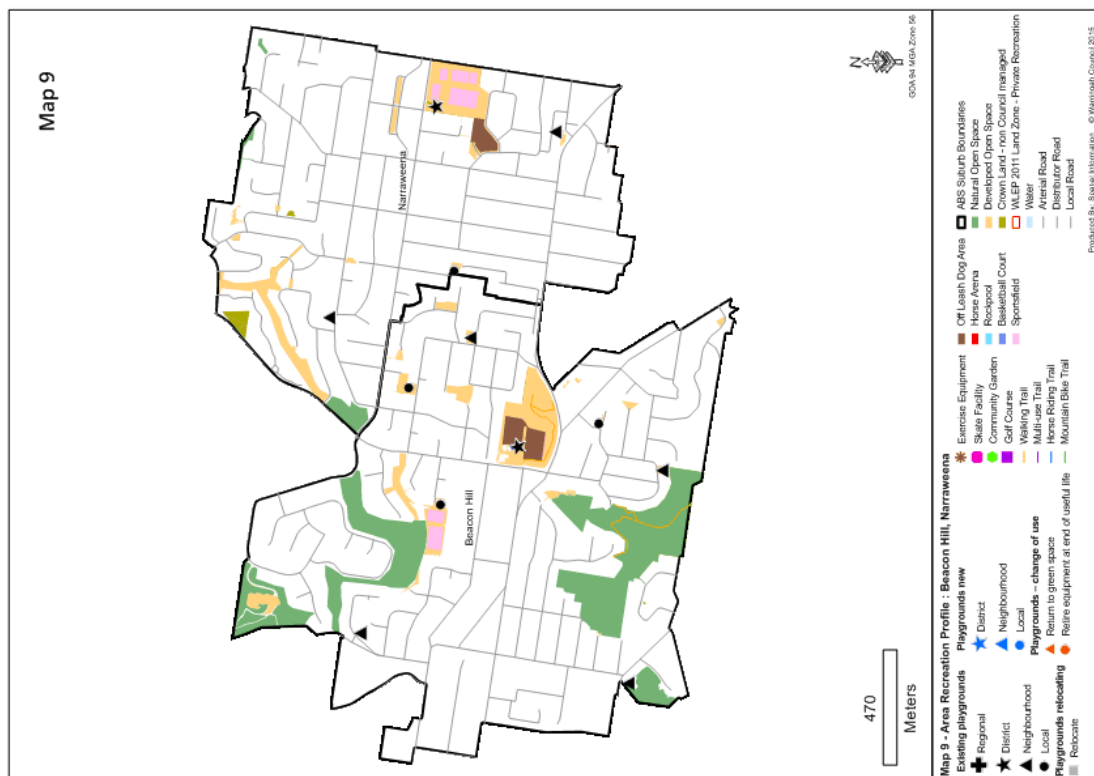 Map 9
Narraweena
Beacon Hill
N
GDA 94 MGA Zone 56
470
Meters
Map 9 - Area Recreation Profile : Beacon Hill, Narraweena
Existing playgrounds
Regional
District
Neighbourhood
Local
Playgrounds relocating
Relocate
Playgrounds new
District
Neighbourhood
Local
Playgrounds – change of use
Return to green space
Retire equipment at end of useful life
Exercise Equipment
Skate Facility
Community Garden
Golf Course
Walking Trail
Multi-use Trail
Horse Riding Trail
Mountain Bike Trail
Off Leash Dog Area
Horse Arena
Rockpool
Basketball Court
Sportsfield
ABS Suburb Boundaries
Natural Open Space
Developed Open Space
Crown Land - non Council managed
WLEP 2011 Land Zone - Private Recreation
Water
Arterial Road
Distributor Road
Local Road
Produced By: Spatial Information © Warringah Council 2015